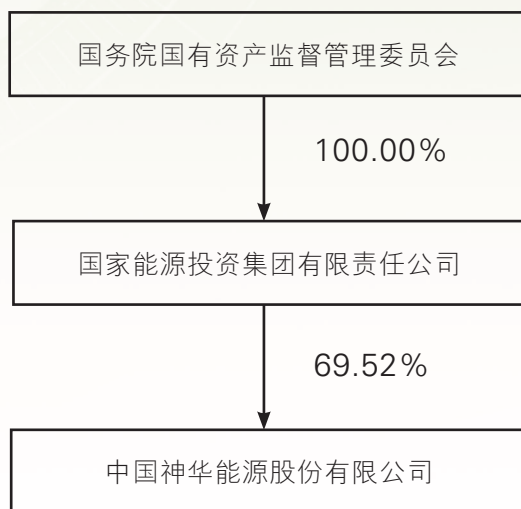 国务院国有资产监督管理委员会
100.00%
国家能源投资集团有限责任公司
69.52%
中国神华能源股份有限公司